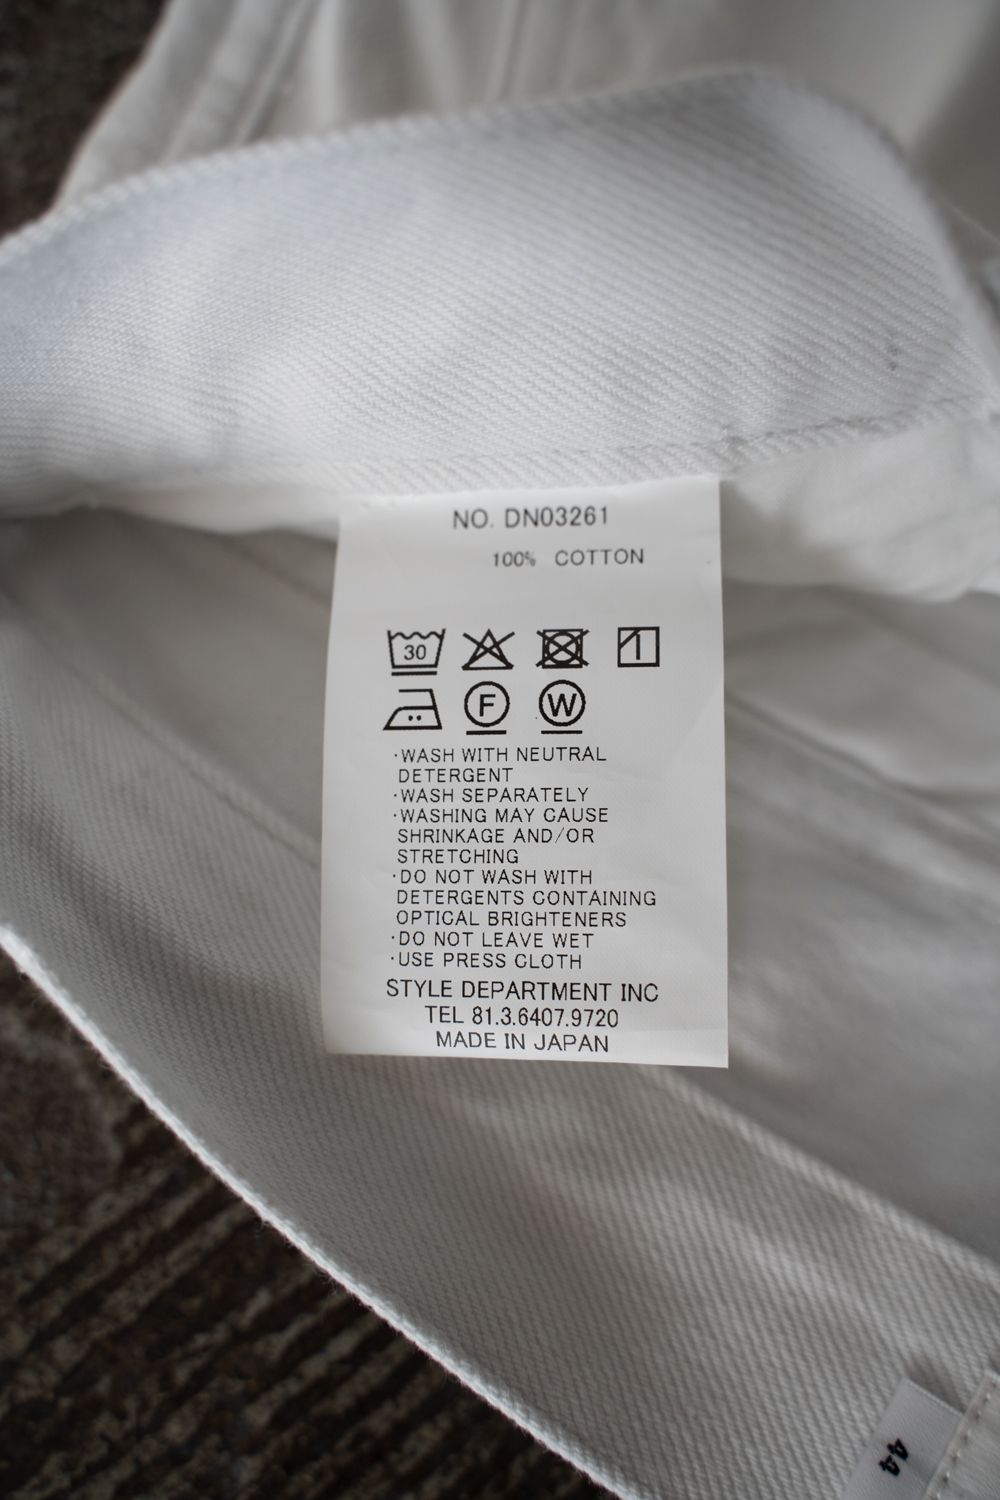 NO. DN03261
100% COTTON
30
F W
·WASH WITH NEUTRAL
DETERGENT
·WASH SEPARATELY
·WASHING MAY CAUSE
SHRINKAGE AND/OR
STRETCHING
·DO NOT WASH WITH
DETERGENTS CONTAINING
OPTICAL BRIGHTENERS
·DO NOT LEAVE WET
·USE PRESS CLOTH
STYLE DEPARTMENT INC
TEL 81.3.6407.9720
MADE IN JAPAN
44